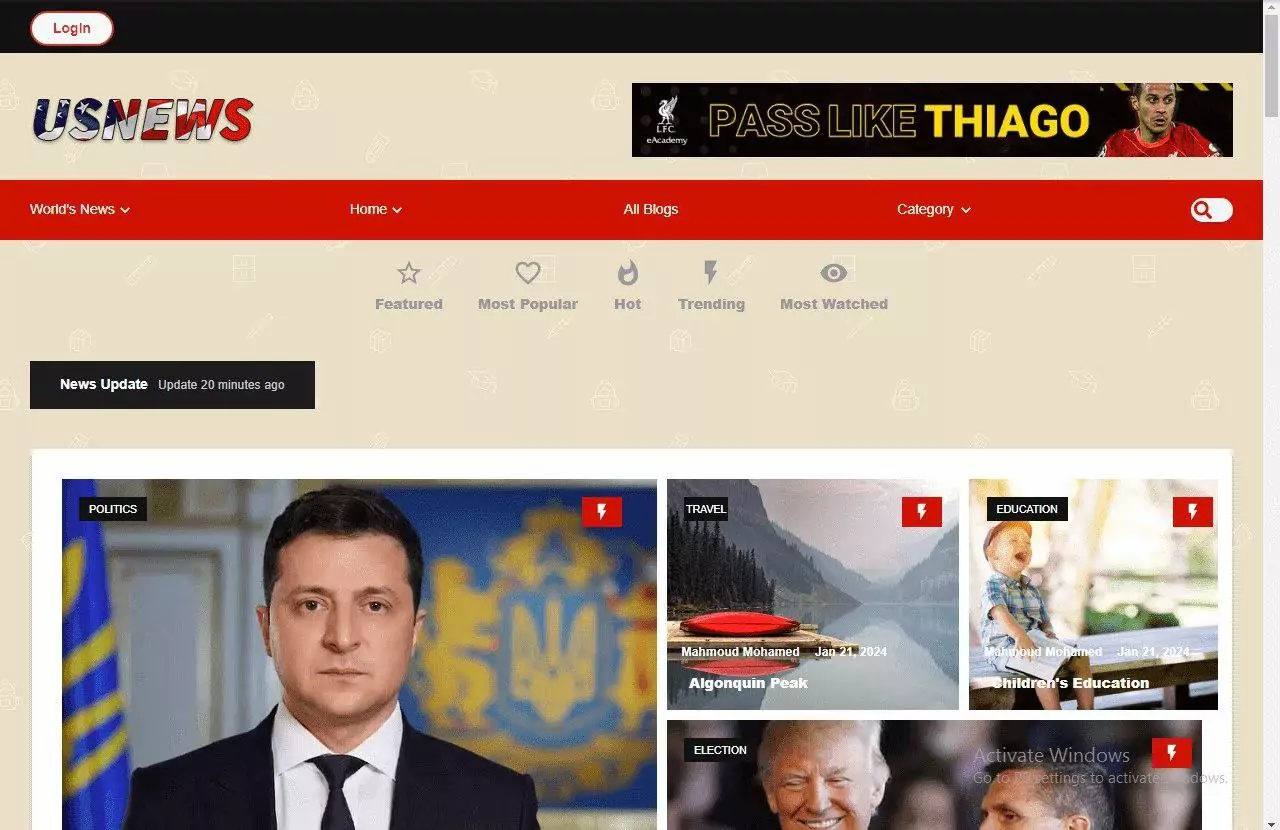 Login
USNEWS
L.F.C.
eAcademy
PASS LIKE THIAGO
World's News
Home
All Blogs
Category
Featured
Most Popular
Hot
Trending
Most Watched
News Update Update 20 minutes ago
POLITICS
TRAVEL
EDUCATION
Mahmoud Mohamed Jan 21, 2024
Algonquin Peak
Mahmoud Mohamed Jan 21, 2024
Children's Education
ELECTION
Activate Windows
Go to PC settings to activate Windows.